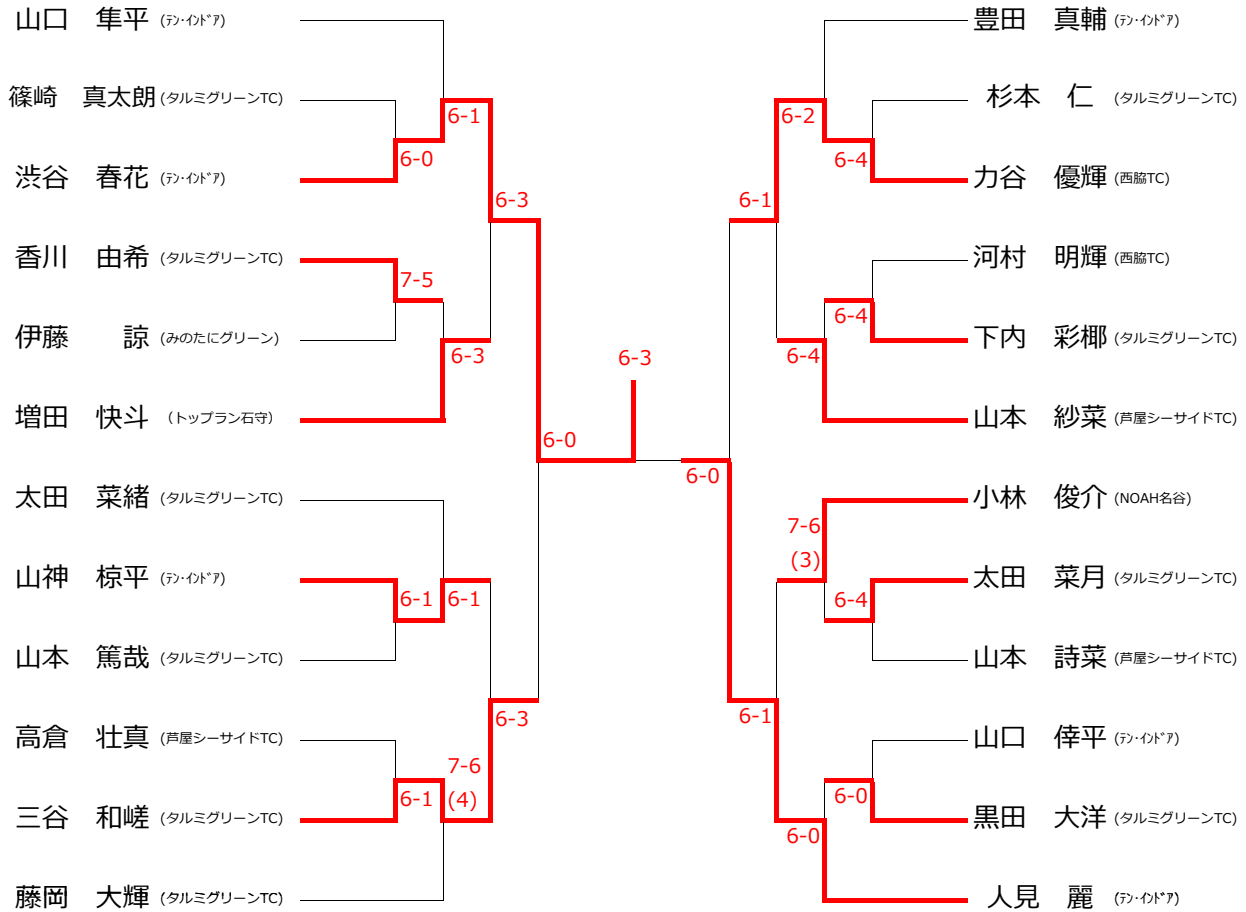 山口　隼平 (ﾃﾝ･ｲﾝﾄﾞｱ)
篠崎　真太朗 (タルミグリーンTC)
渋谷　春花 (ﾃﾝ･ｲﾝﾄﾞｱ)
香川　由希 (タルミグリーンTC)
伊藤　　諒 (みのたにグリーン)
増田　快斗 （トップラン石守）
太田　菜緒 (タルミグリーンTC)
山神　椋平 (ﾃﾝ･ｲﾝﾄﾞｱ)
山本　篤哉 (タルミグリーンTC)
高倉　壮真 (芦屋シーサイドTC)
三谷　和嵯 (タルミグリーンTC)
藤岡　大輝 (タルミグリーンTC)
6-1
6-0
6-3
7-5
6-3
6-0
6-1
6-1
6-3
7-6
(4)
6-1
6-3
6-2
6-4
6-1
6-4
6-4
6-0
7-6
(3)
6-4
6-1
6-0
6-0
豊田　真輔 (ﾃﾝ･ｲﾝﾄﾞｱ)
杉本　仁 (タルミグリーンTC)
力谷　優輝 (西脇TC)
河村　明輝 (西脇TC)
下内　彩椰 (タルミグリーンTC)
山本　紗菜 (芦屋シーサイドTC)
小林　俊介 (NOAH名谷)
太田　菜月 (タルミグリーンTC)
山本　詩菜 (芦屋シーサイドTC)
山口　倖平 (ﾃﾝ･ｲﾝﾄﾞｱ)
黒田　大洋 (タルミグリーンTC)
人見　麗 (ﾃﾝ･ｲﾝﾄﾞｱ)